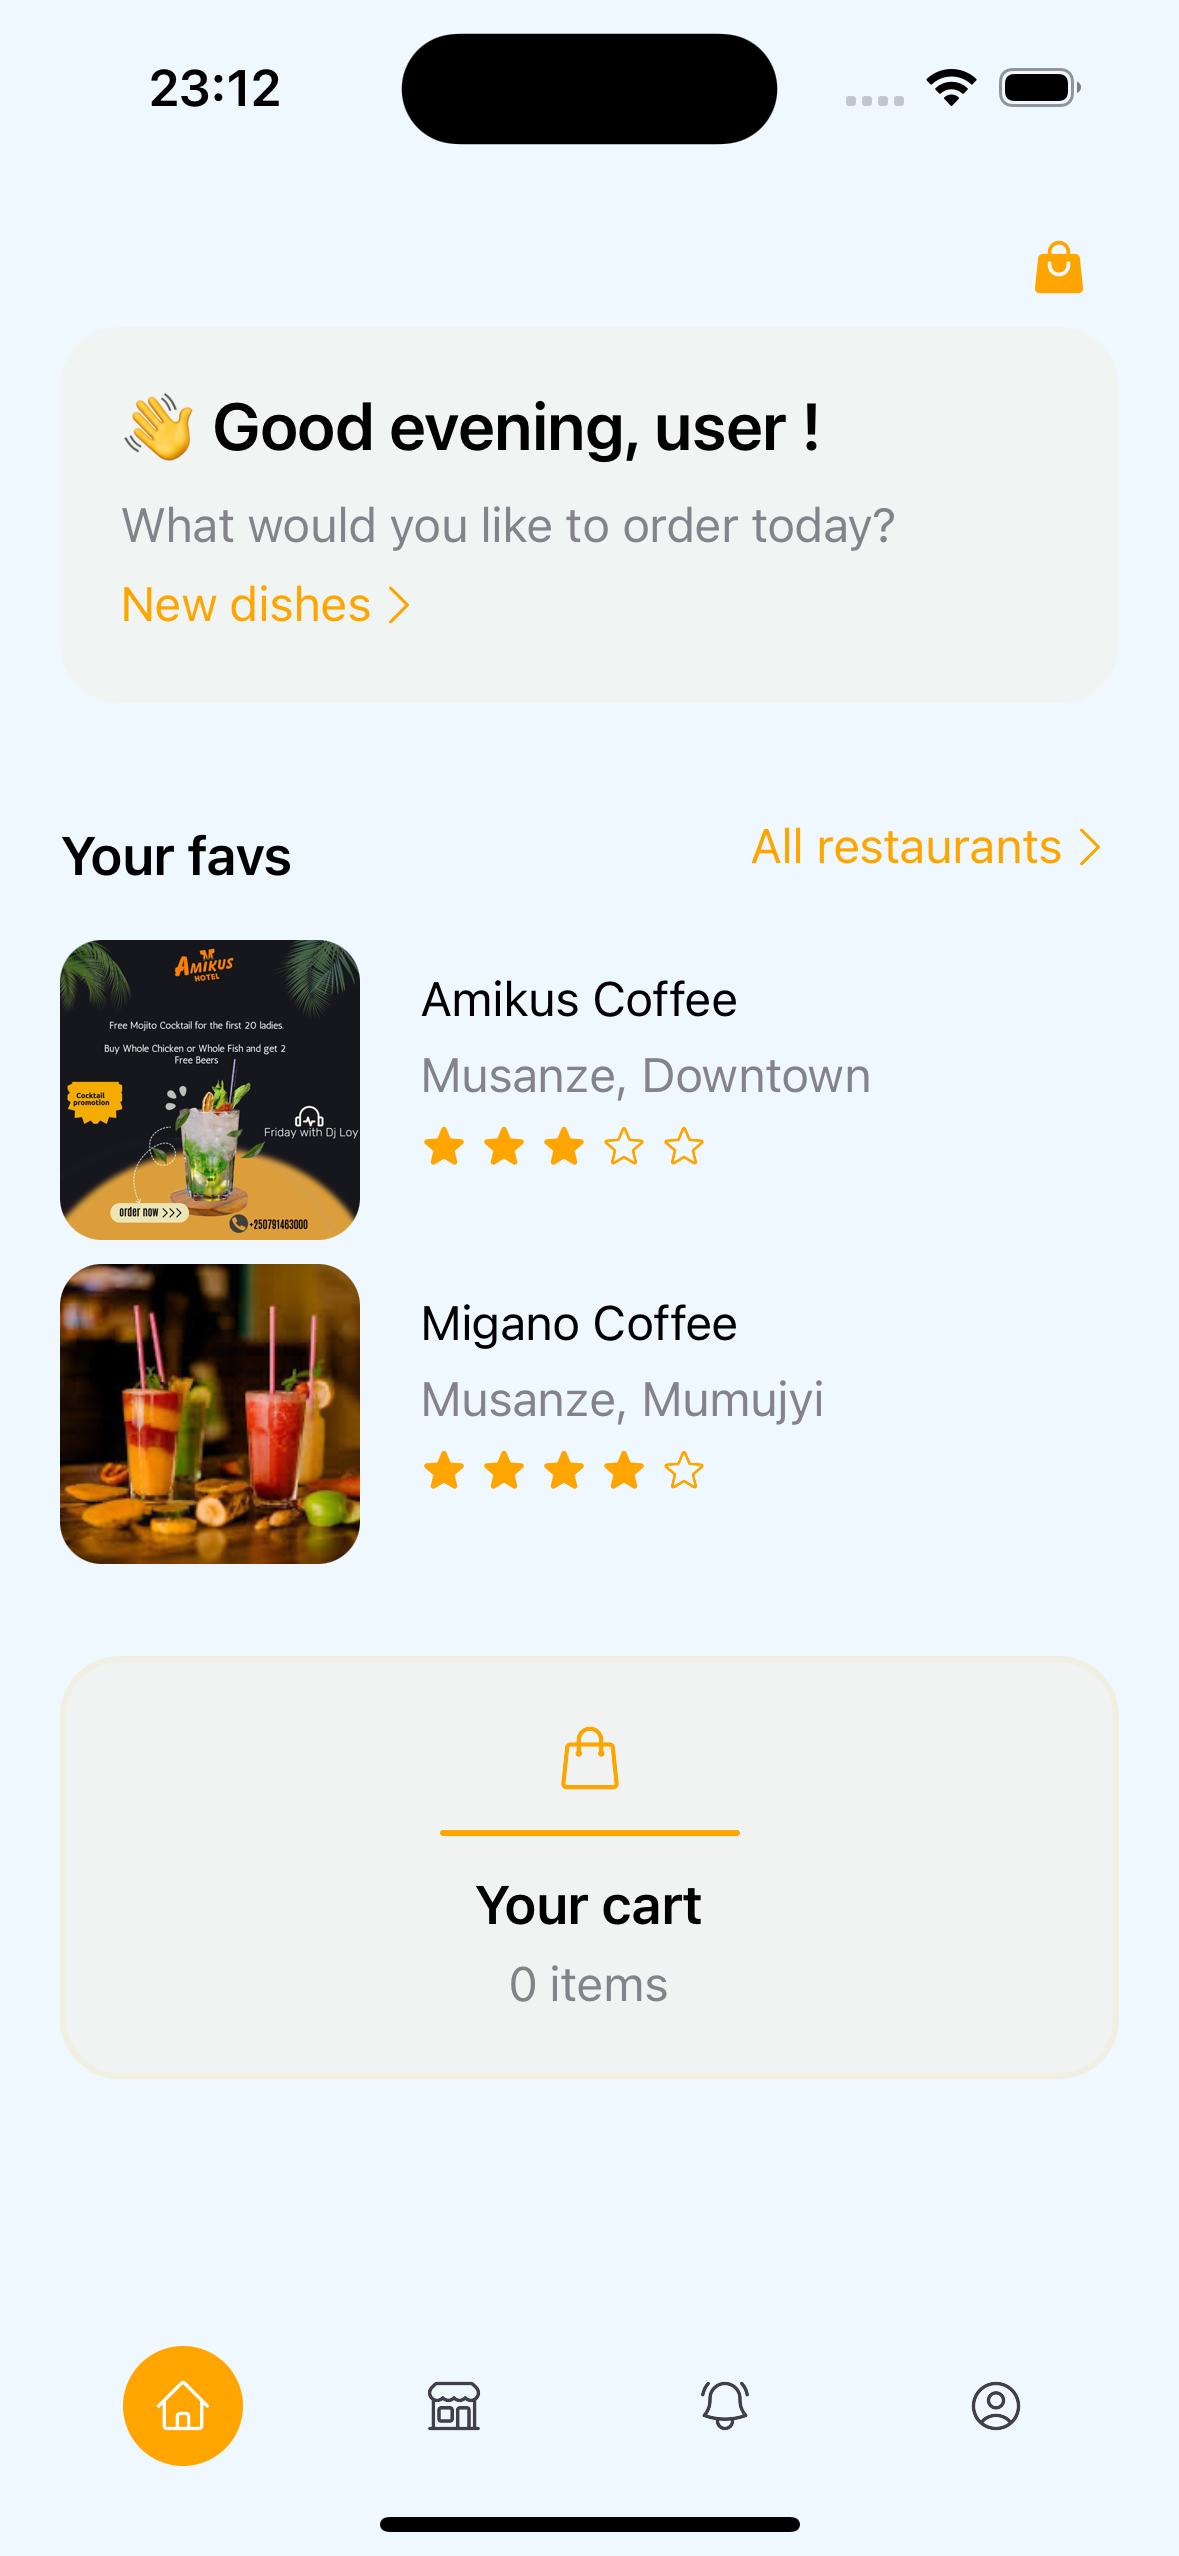 23:12
👋 Good evening, user !
What would you like to order today?
New dishes >
Your favs
All restaurants >
AMIKUS
HOTEL
Free Mojito Cocktail for the first 20 ladies.
Buy Whole Chicken or Whole Fish and get 2
Free Beers
Cocktail
promotion
Friday with Dj Loy
order now >>>
+250791463000
Amikus Coffee
Musanze, Downtown
Migano Coffee
Musanze, Mumujyi
Your cart
0 items